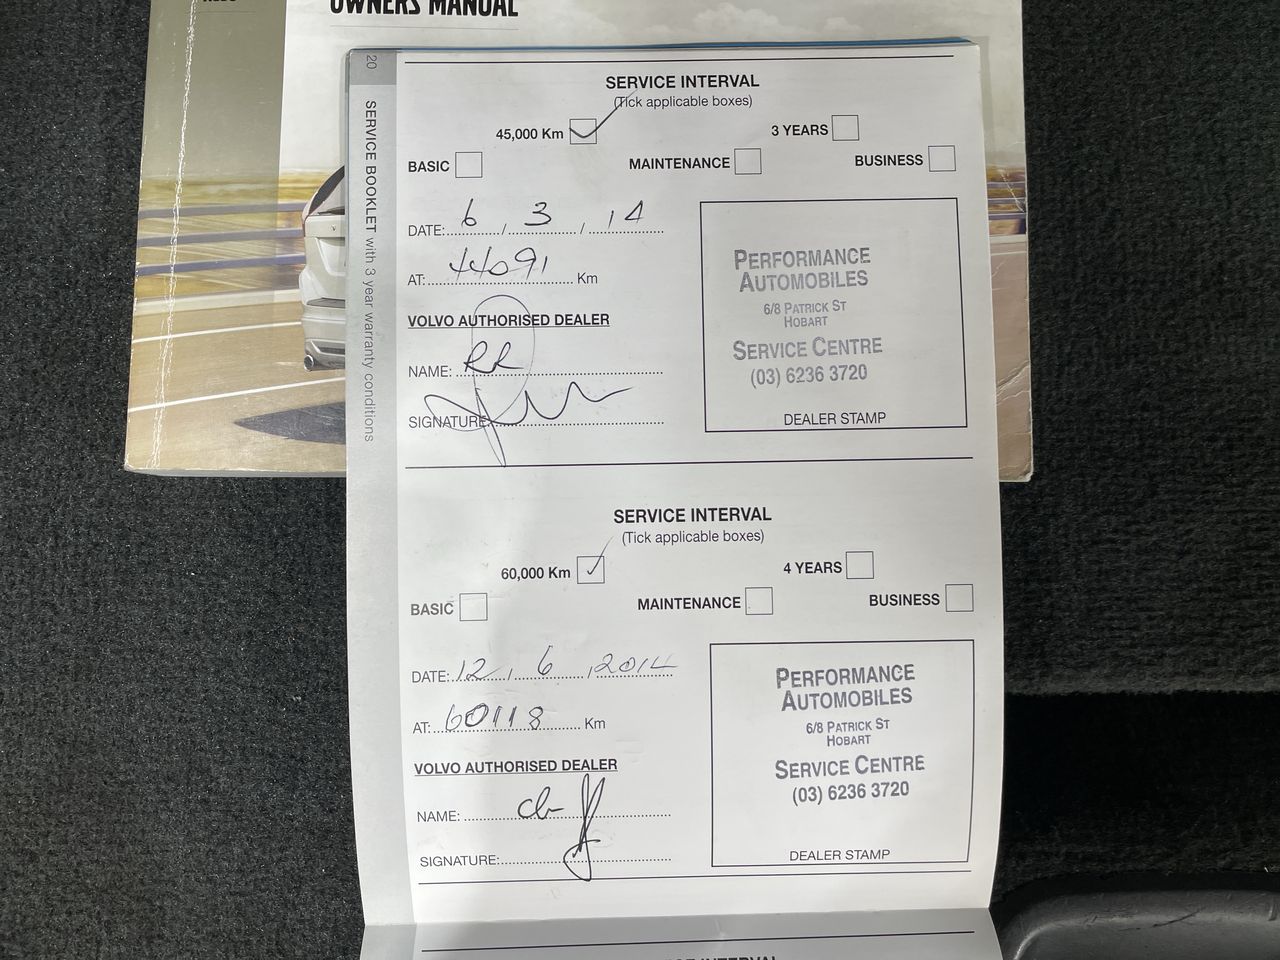 OWNERS MANUAL
20
SERVICE BOOKLET with 3 year warranty conditions
SERVICE INTERVAL
(Tick applicable boxes)
45,000 Km
3 YEARS
BASIC
MAINTENANCE
BUSINESS
DATE: 6 / 3 / 14
AT: 44091 Km
VOLVO AUTHORISED DEALER
NAME: RR
SIGNATURE:
PERFORMANCE
AUTOMOBILES
6/8 PATRICK ST
HOBART
SERVICE CENTRE
(03) 6236 3720
DEALER STAMP
SERVICE INTERVAL
(Tick applicable boxes)
60,000 Km
4 YEARS
BASIC
MAINTENANCE
BUSINESS
DATE: 12 / 6 / 2014
AT: 60118 Km
VOLVO AUTHORISED DEALER
NAME:
SIGNATURE:
PERFORMANCE
AUTOMOBILES
6/8 PATRICK ST
HOBART
SERVICE CENTRE
(03) 6236 3720
DEALER STAMP